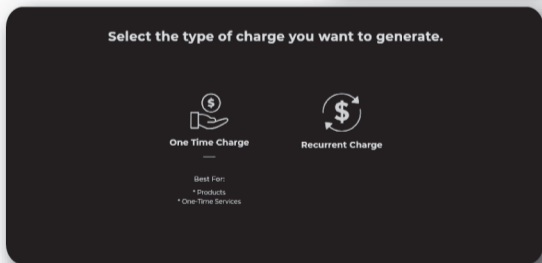 Select the type of charge you want to generate.
$
$
One Time Charge
Recurrent Charge
Best For:
* Products
* One-Time Services